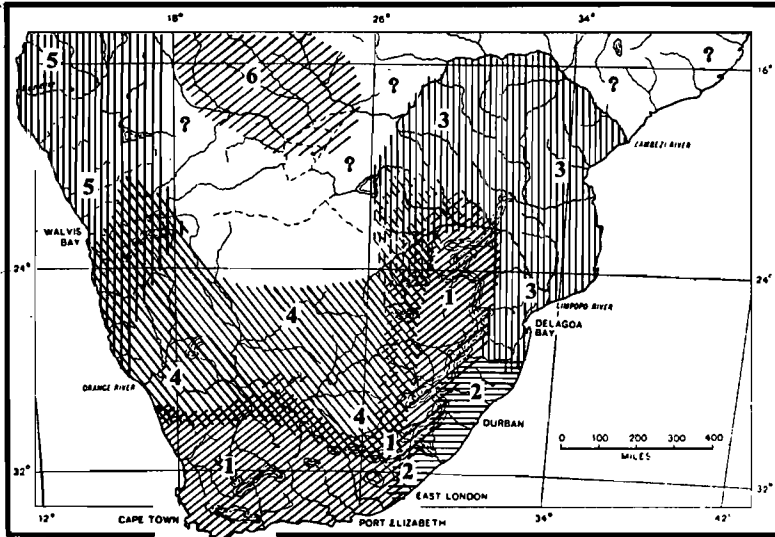 18°
26°
34°
5
6
?
?
16°
?
3
?
ZAMBEZI RIVER
3
?
5
WALVIS
BAY
24°
1
3
24°
4
LIMPOPO RIVER
DELAGOA
BAY
ORANGE RIVER
4
2
4
DURBAN
0 100 200 300 400
MILES
1
1
32°
2
32°
EAST LONDON
12°
CAPE TOWN
PORT ELIZABETH
34°
42°